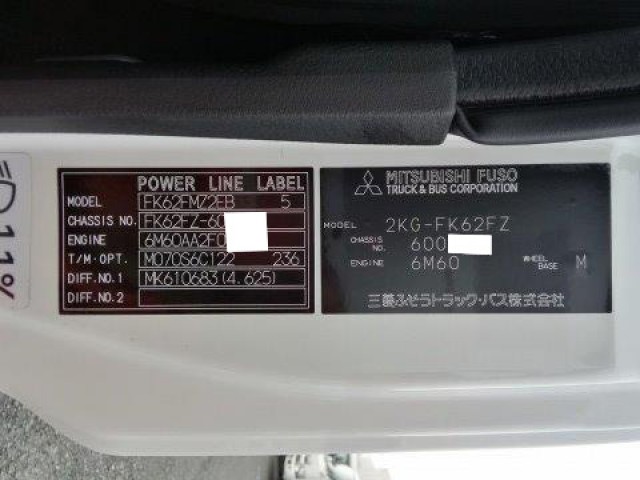 11%
POWER LINE LABEL
MODEL FK62FM72EB 5
CHASSIS NO. FK62FZ-60
ENGINE 6M60AA2F0
T/M·OPT. M070S6C122 236
DIFF.NO.1 MK610683(4.625)
DIFF.NO.2
MITSUBISHI FUSO
TRUCK & BUS CORPORATION
MODEL 2KG-FK62FZ
CHASSIS NO. 600
ENGINE 6M60 WHEEL BASE M
三菱ふそうトラック・バス株式会社